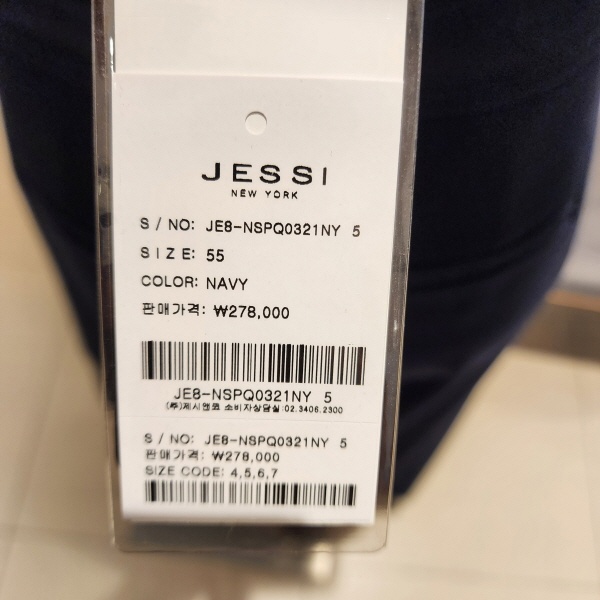 JESSI
NEW YORK
S / NO: JE8-NSPQ0321NY 5
SIZE: 55
COLOR: NAVY
판매가격: ₩278,000
JE8-NSPQ0321NY 5
(주)제시앤코 소비자상담실:02.3406.2300
S / NO: JE8-NSPQ0321NY 5
판매가격: ₩278,000
SIZE CODE: 4,5,6,7